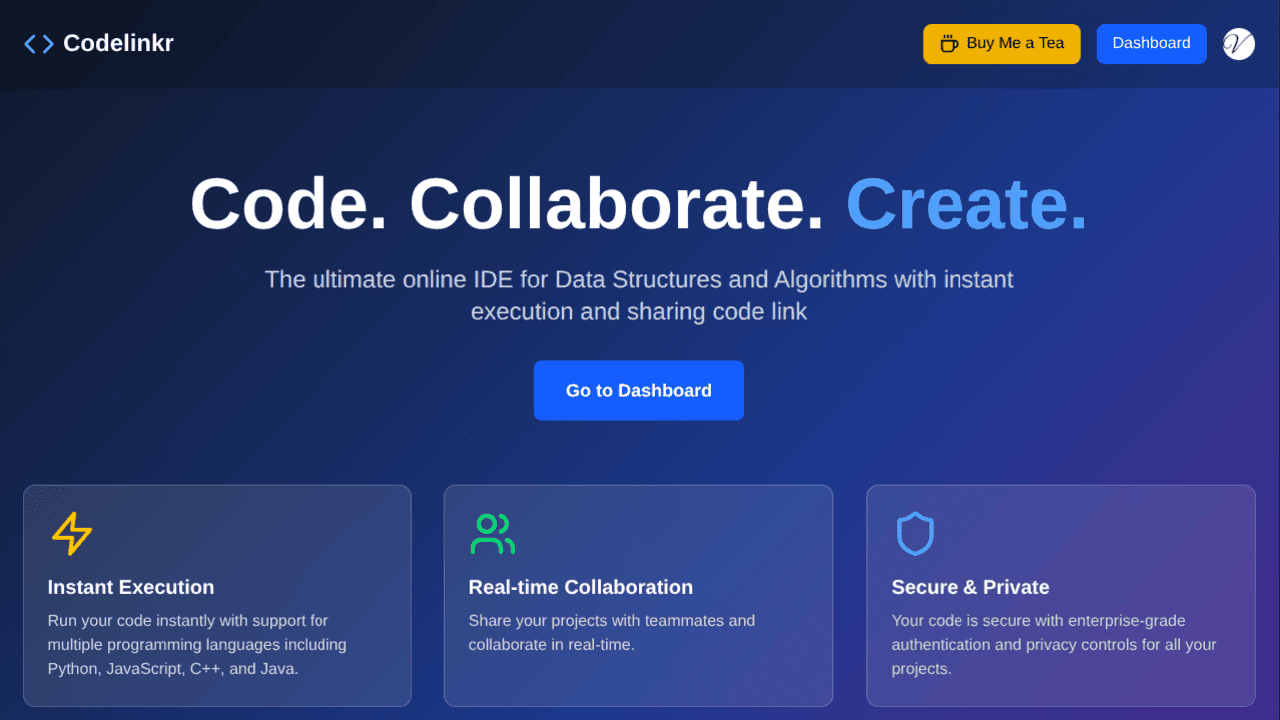 Codelinkr
Buy Me a Tea
Dashboard
V
Code. Collaborate. Create.
The ultimate online IDE for Data Structures and Algorithms with instant
execution and sharing code link
Go to Dashboard
Instant Execution
Run your code instantly with support for
multiple programming languages including
Python, JavaScript, C++, and Java.
Real-time Collaboration
Share your projects with teammates and
collaborate in real-time.
Secure & Private
Your code is secure with enterprise-grade
authentication and privacy controls for all your
projects.